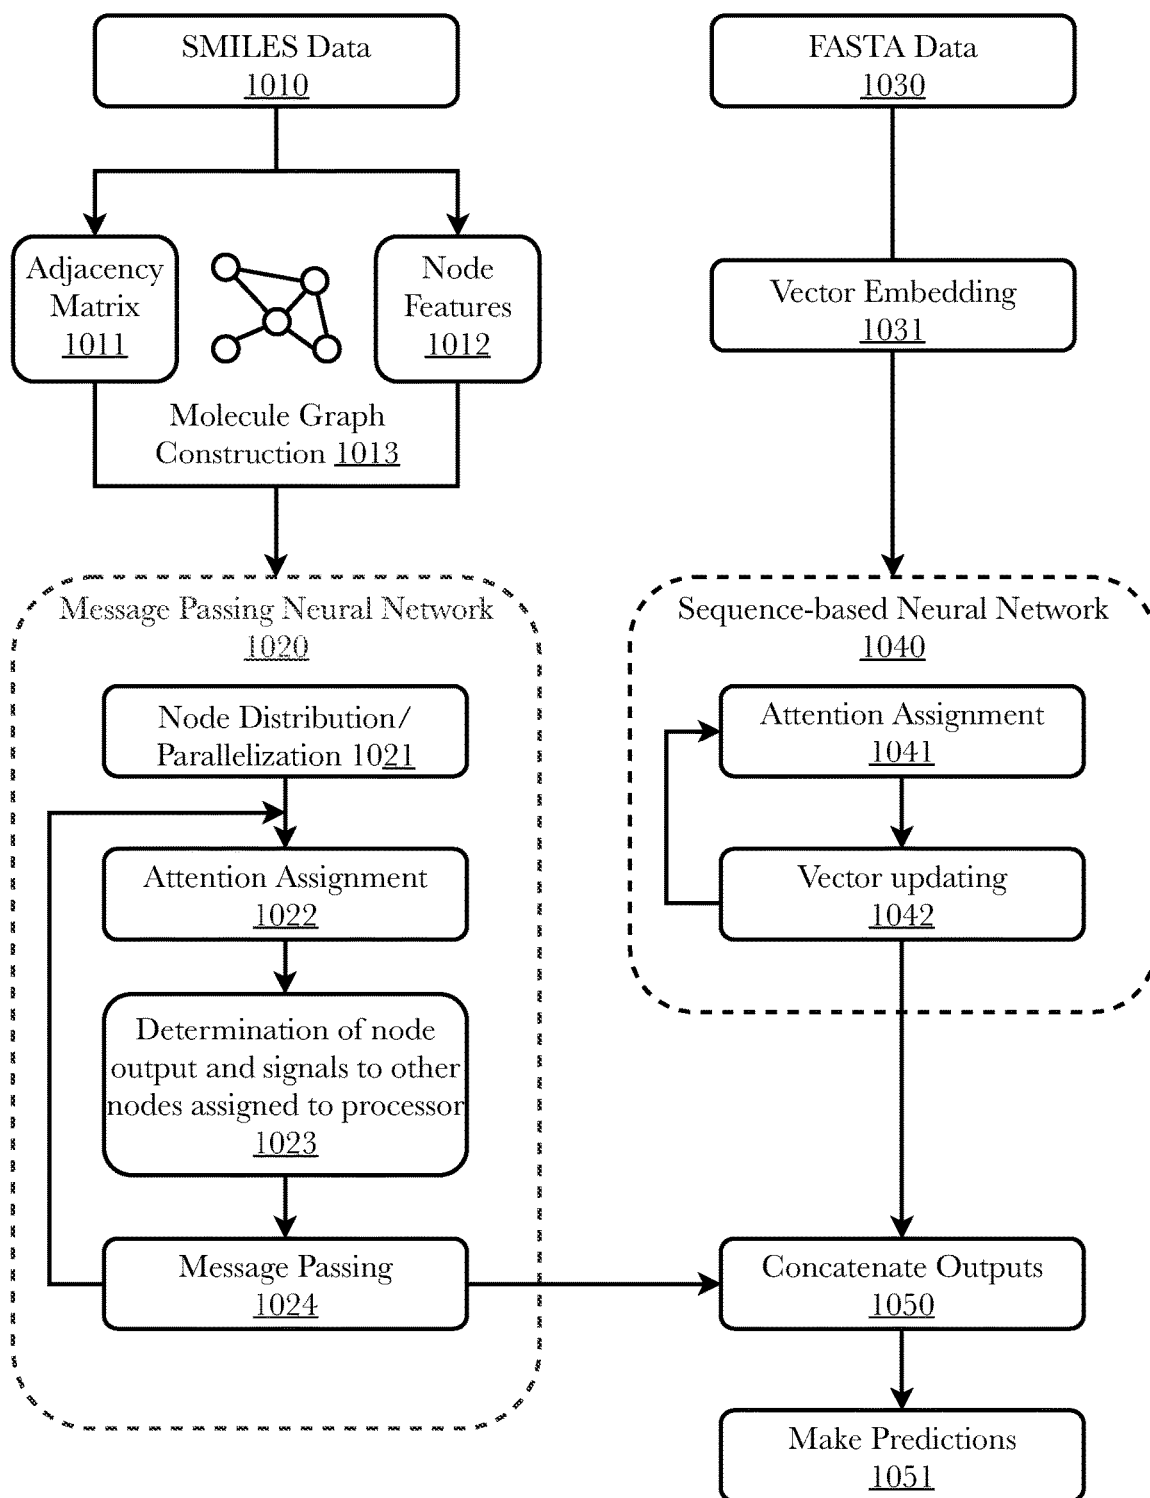 SMILES Data
1010
FASTA Data
1030
Adjacency
Matrix
1011
Node
Features
1012
Vector Embedding
1031
Molecule Graph
Construction 1013
Message Passing Neural Network
1020
Sequence-based Neural Network
1040
Node Distribution/
Parallelization 1021
Attention Assignment
1041
Attention Assignment
1022
Vector updating
1042
Determination of node
output and signals to other
nodes assigned to processor
1023
Message Passing
1024
Concatenate Outputs
1050
Make Predictions
1051